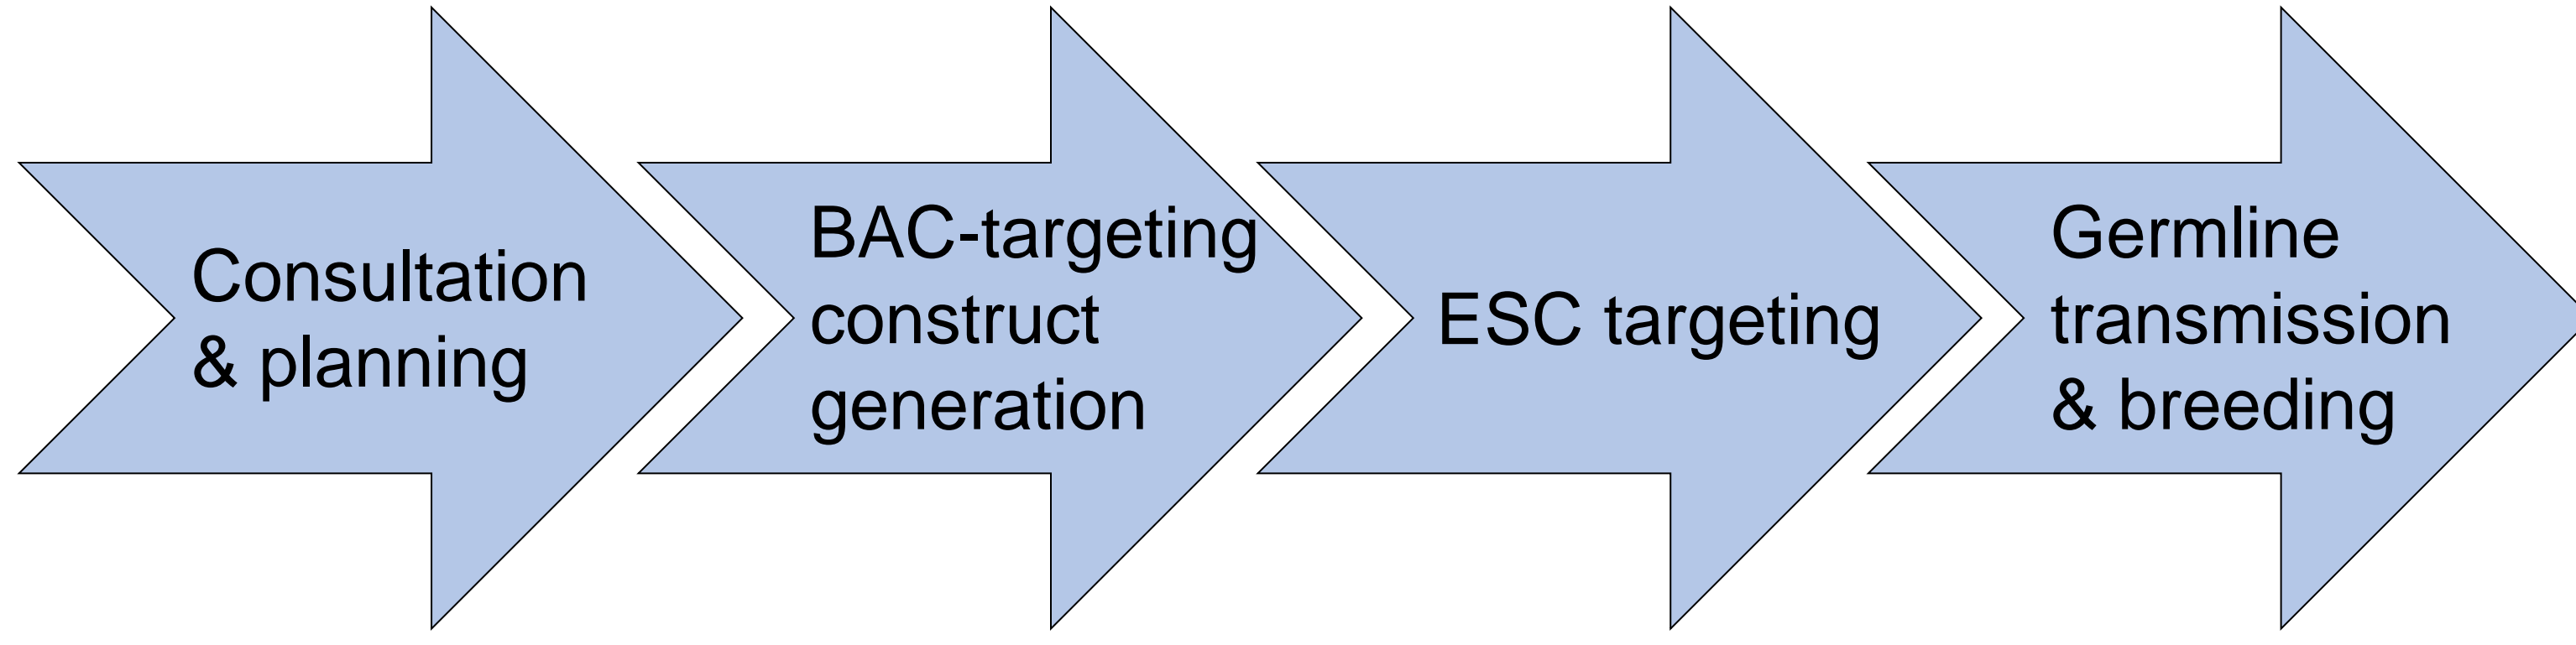 Consultation
& planning
BAC-targeting
construct
generation
ESC targeting
Germline
transmission
& breeding